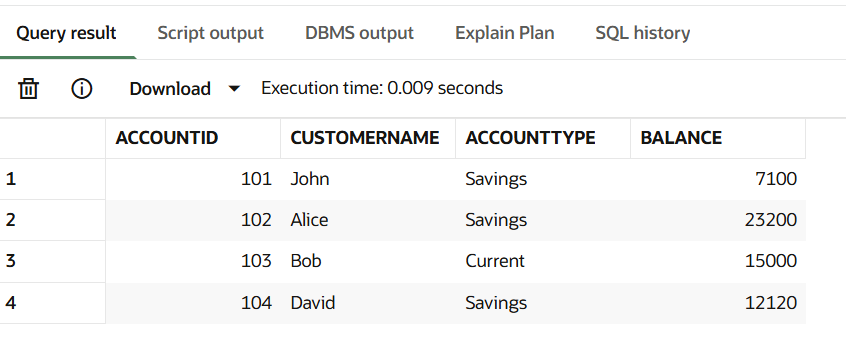 Query result Script output DBMS output Explain Plan SQL history
Download Execution time: 0.009 seconds
ACCOUNTID CUSTOMERNAME ACCOUNTTYPE BALANCE
1 101 John Savings 7100
2 102 Alice Savings 23200
3 103 Bob Current 15000
4 104 David Savings 12120